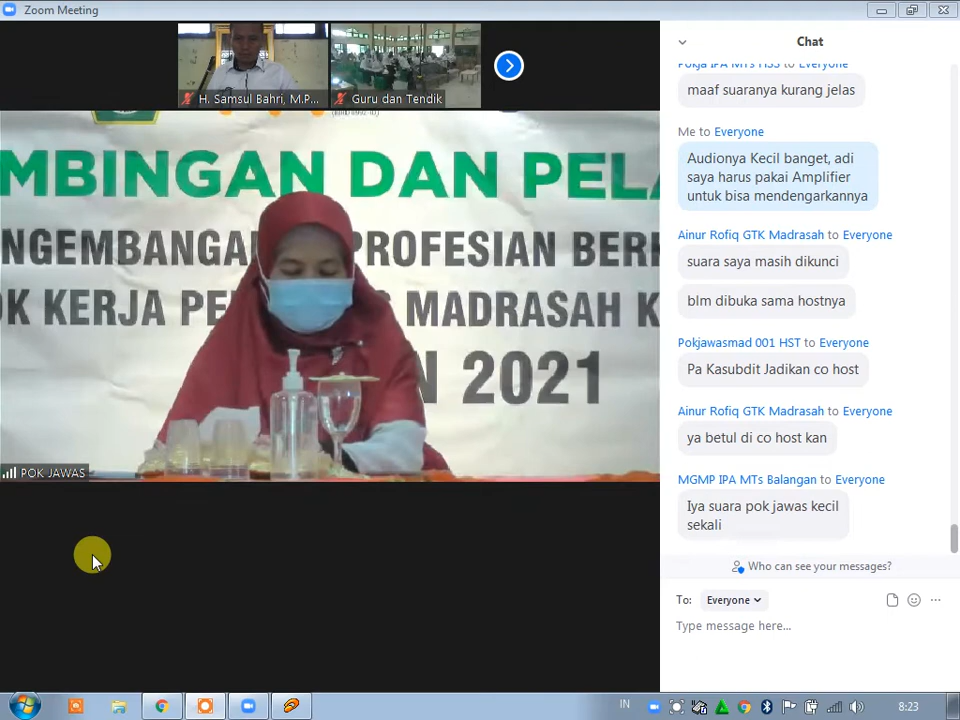 Zoom Meeting
H. Samsul Bahri, M.P...
Guru dan Tendik
MBINGAN DAN PELA
NGEMBANGA PROFESIAN BER
OK KERJA PE S MADRASAH K
N 2021
POK JAWAS
Chat
Pokja IPA MTs HSS to Everyone
maaf suaranya kurang jelas
Me to Everyone
Audionya Kecil banget, adi
saya harus pakai Amplifier
untuk bisa mendengarkannya
Ainur Rofiq GTK Madrasah to Everyone
suara saya masih dikunci
blm dibuka sama hostnya
Pokjawasmad 001 HST to Everyone
Pa Kasubdit Jadikan co host
Ainur Rofiq GTK Madrasah to Everyone
ya betul di co host kan
MGMP IPA MTs Balangan to Everyone
Iya suara pok jawas kecil
sekali
Who can see your messages?
To: Everyone
Type message here...
IN
8:23